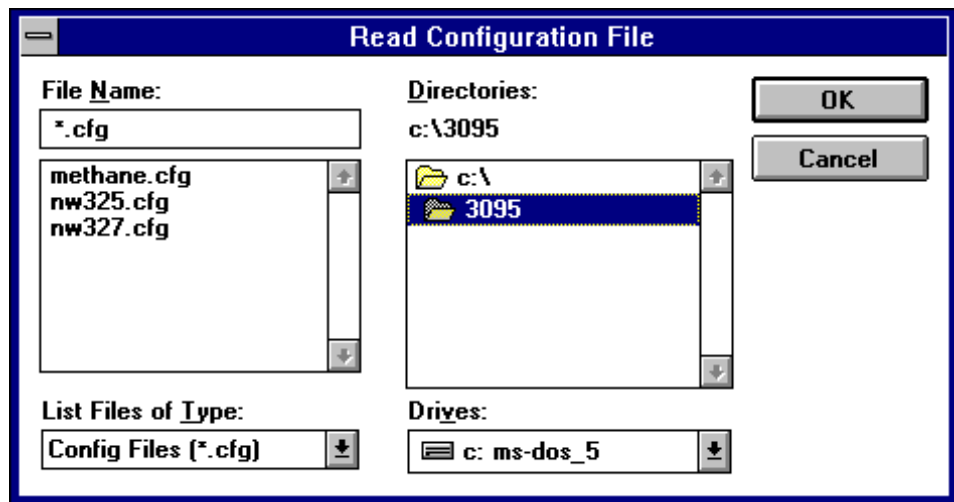 Read Configuration File
File Name:
*.cfg
methane.cfg
nw325.cfg
nw327.cfg
List Files of Type:
Config Files (*.cfg)
Directories:
c:\3095
c:\
3095
Drives:
c: ms-dos_5
OK
Cancel